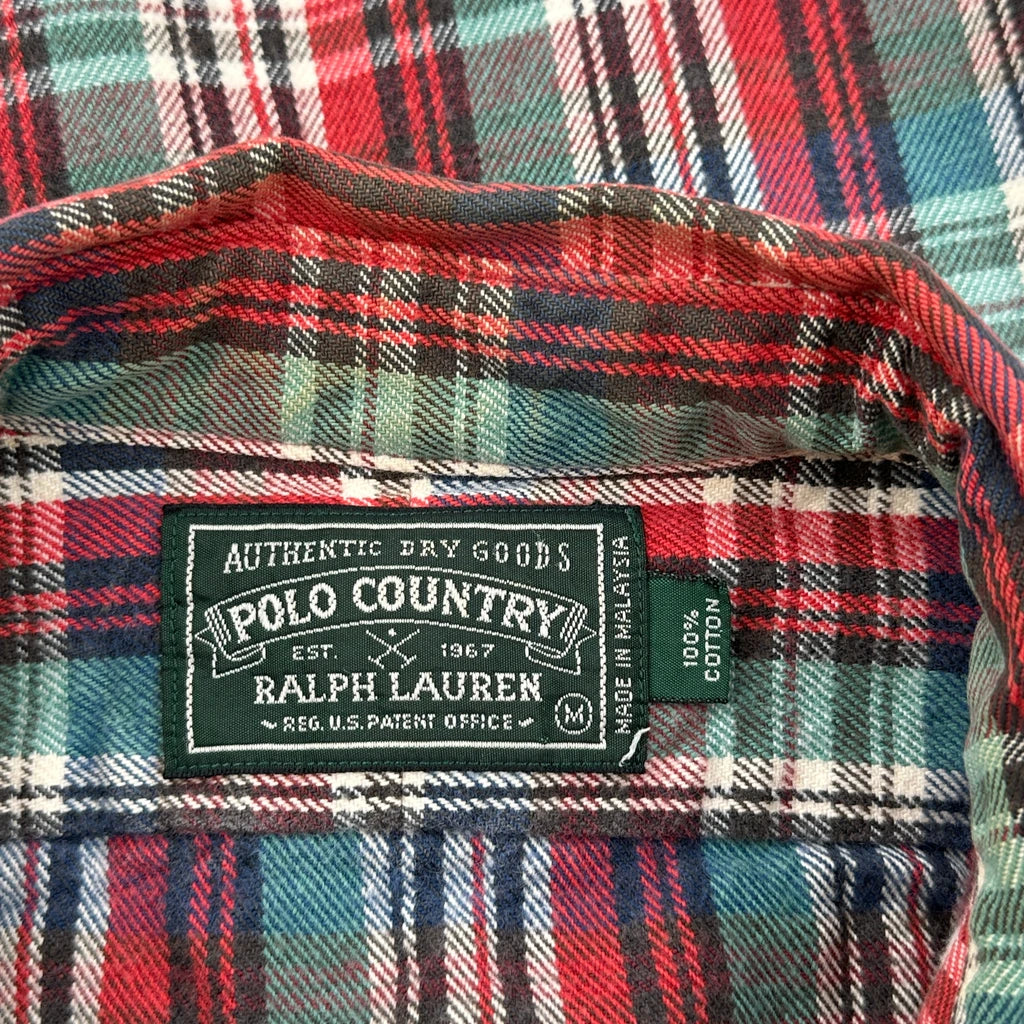 AUTHENTIC DRY GOODS
POLO COUNTRY
EST. 1967
RALPH LAUREN
REG. U.S. PATENT OFFICE
M
MADE IN MALAYSIA
100%
COTTON